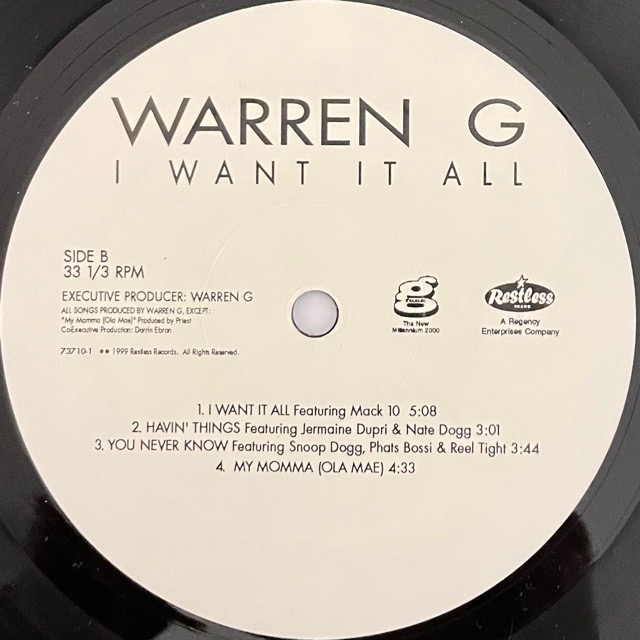 WARREN G
I WANT IT ALL
SIDE B
33 1/3 RPM
EXECUTIVE PRODUCER: WARREN G
ALL SONGS PRODUCED BY WARREN G, EXCEPT:
"My Momma (Ola Mae)" Produced by Priest
CoExecutive Production: Darrin Ebron
73710-1 ℗© 1999 Restless Records. All Rights Reserved.
g
The New
Millennium 2000
Restless
A Regency
Enterprises Company
1. I WANT IT ALL Featuring Mack 10 5:08
2. HAVIN' THINGS Featuring Jermaine Dupri & Nate Dogg 3:01
3. YOU NEVER KNOW Featuring Snoop Dogg, Phats Bossi & Reel Tight 3:44
4. MY MOMMA (OLA MAE) 4:33